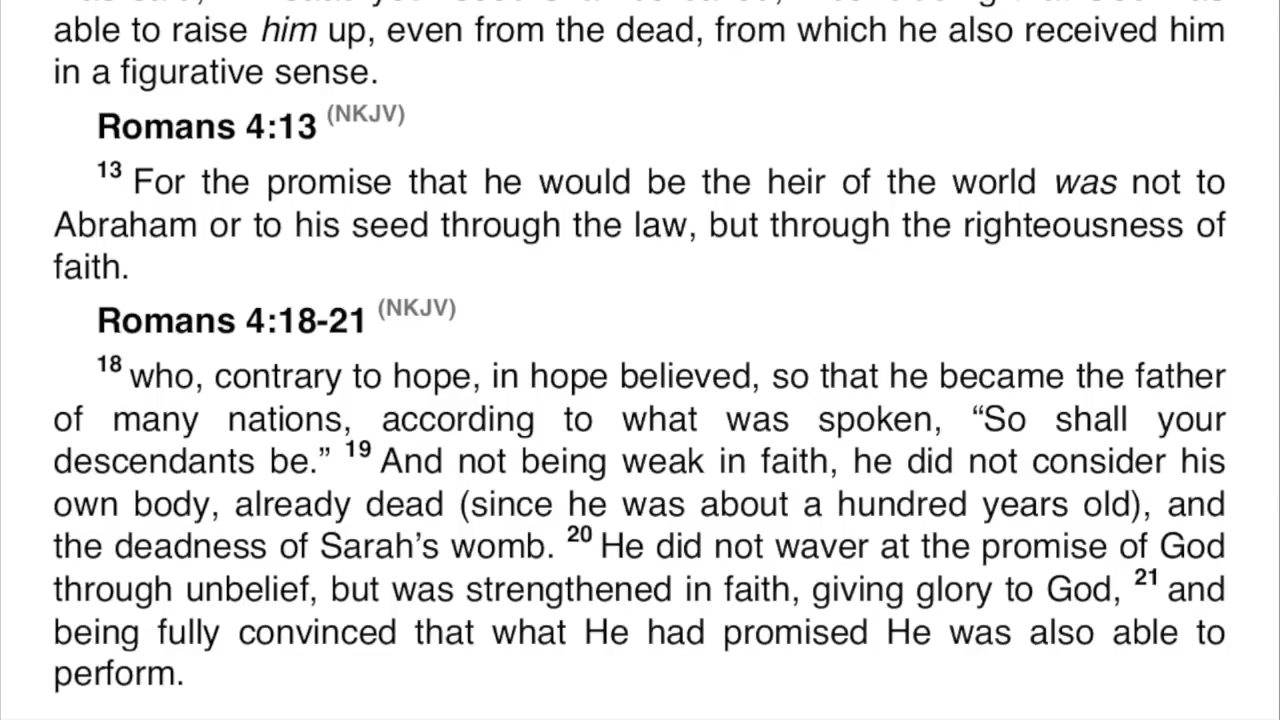 able to raise him up, even from the dead, from which he also received him
in a figurative sense.
Romans 4:13 (NKJV)
13 For the promise that he would be the heir of the world was not to
Abraham or to his seed through the law, but through the righteousness of
faith.
Romans 4:18-21 (NKJV)
18 who, contrary to hope, in hope believed, so that he became the father
of many nations, according to what was spoken, “So shall your
descendants be.” 19 And not being weak in faith, he did not consider his
own body, already dead (since he was about a hundred years old), and
the deadness of Sarah’s womb. 20 He did not waver at the promise of God
through unbelief, but was strengthened in faith, giving glory to God, 21 and
being fully convinced that what He had promised He was also able to
perform.